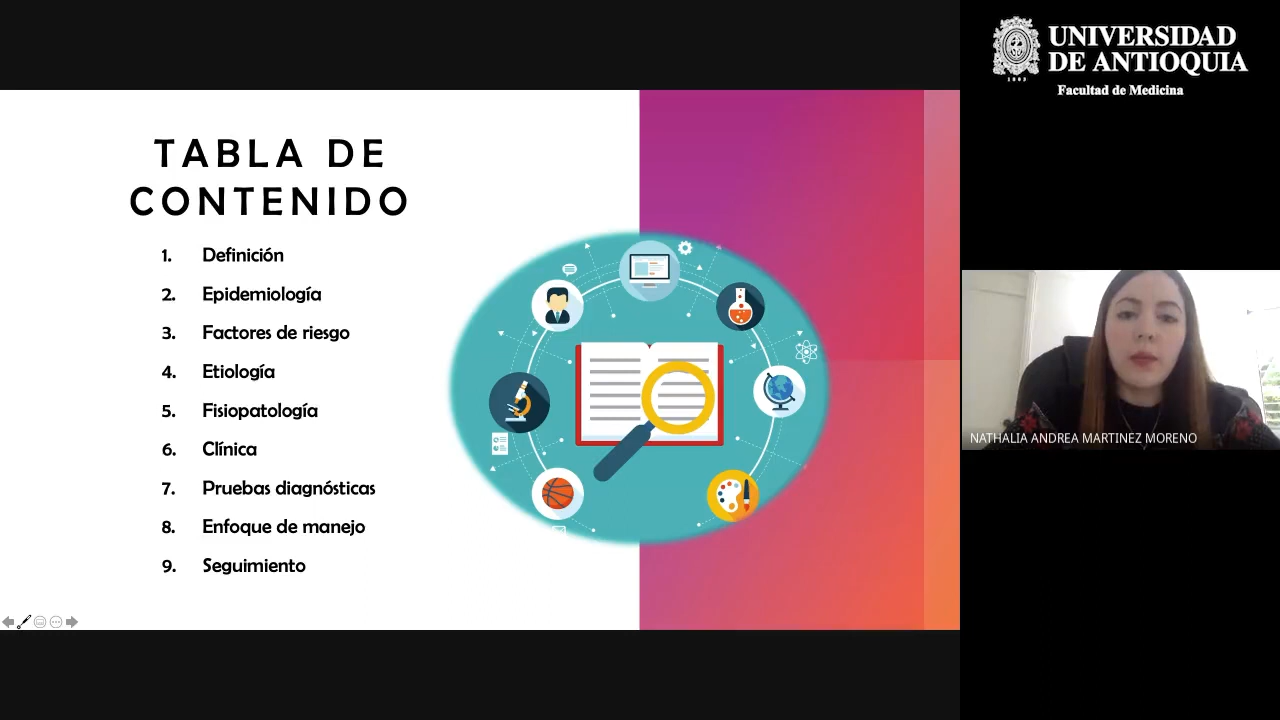 TABLA DE
CONTENIDO
1. Definición
2. Epidemiología
3. Factores de riesgo
4. Etiología
5. Fisiopatología
6. Clínica
7. Pruebas diagnósticas
8. Enfoque de manejo
9. Seguimiento
UNIVERSIDAD
DE ANTIOQUIA
1803
Facultad de Medicina
NATHALIA ANDREA MARTINEZ MORENO